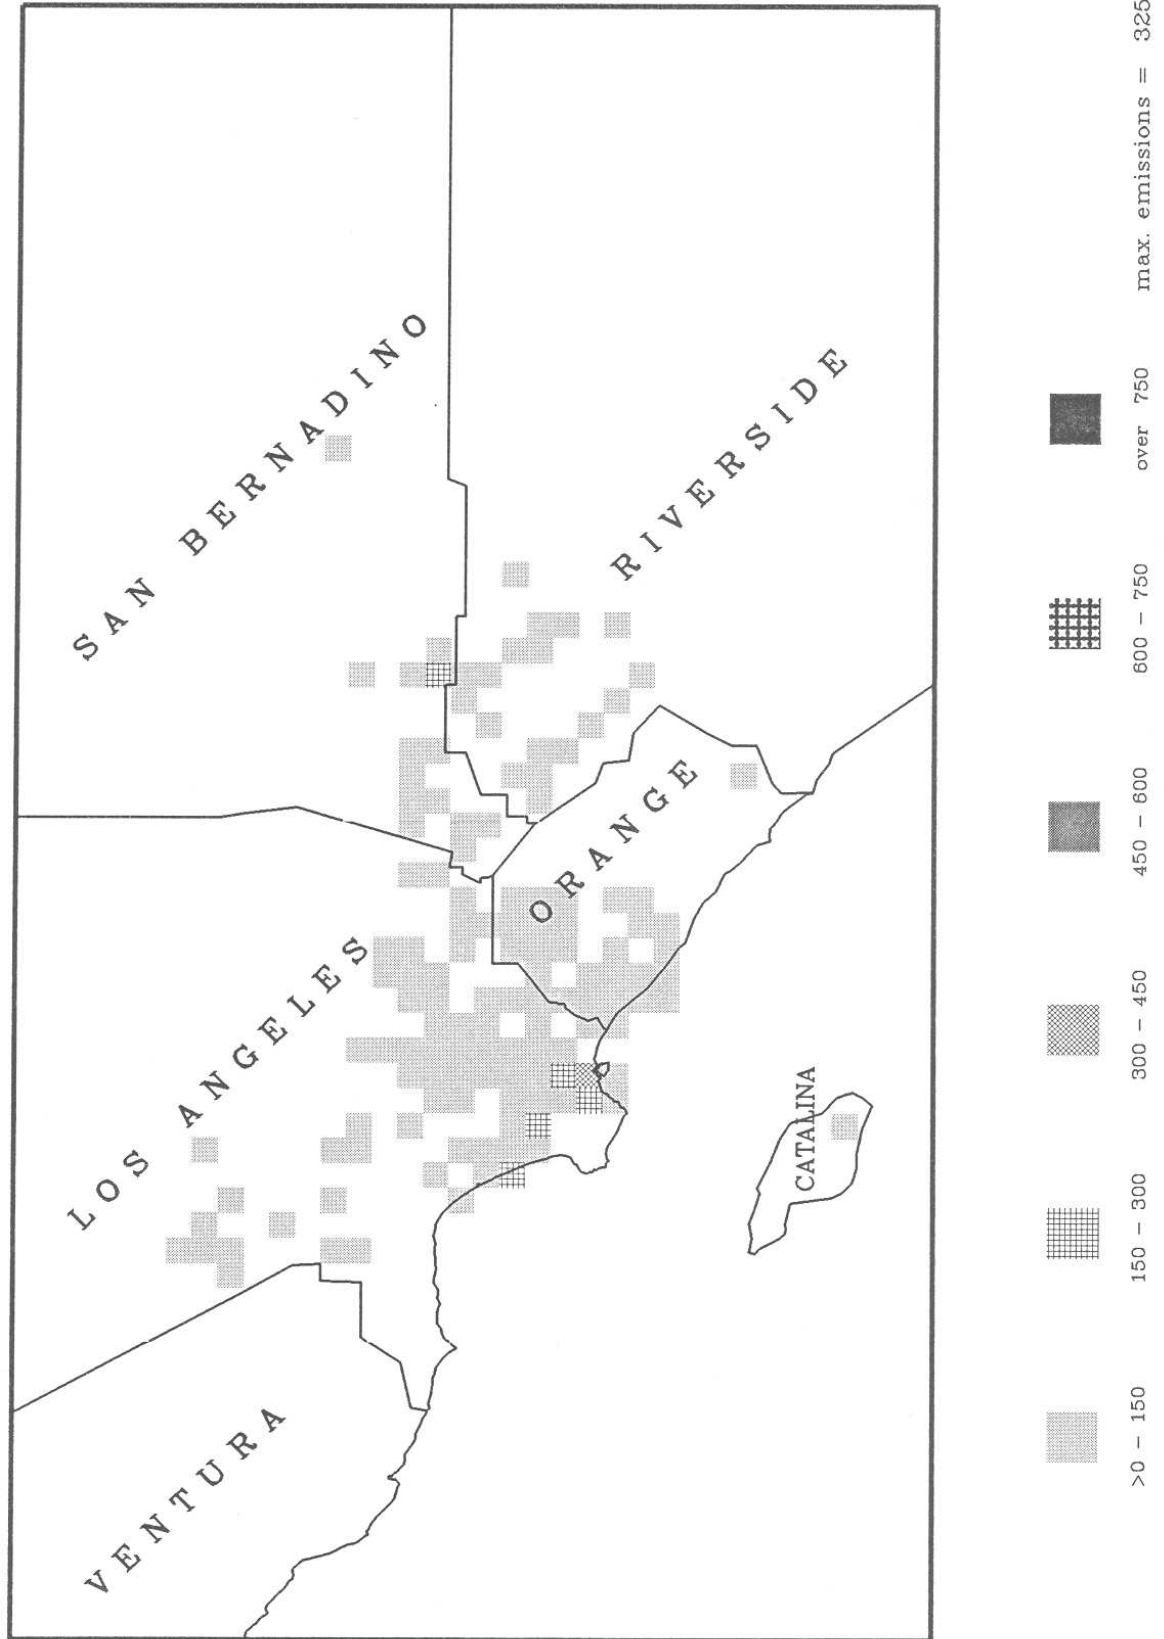 SAN BERNADINO
LOS ANGELES
RIVERSIDE
VENTURA
ORANGE
CATALINA
>0 – 150
150 – 300
300 – 450
450 – 600
600 – 750
over 750
max. emissions = 325